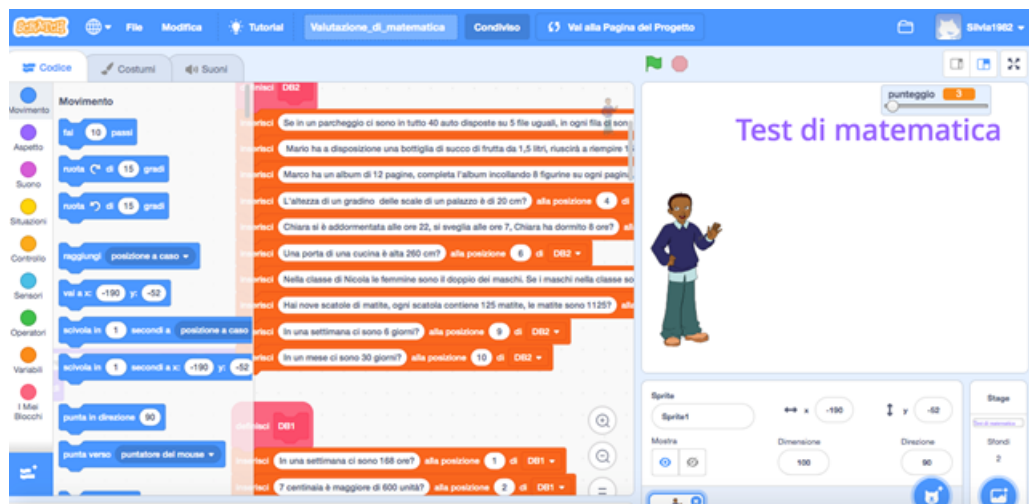 SCRATCH File Modifica Tutorial Valutazione_di_matematica Condiviso Vai alla Pagina del Progetto Silvia1982
Codice Costumi Suoni
Movimento
Aspetto
Suono
Situazioni
Controllo
Sensori
Operatori
Variabili
I Miei
Blocchi
Movimento
fai 10 passi
ruota di 15 gradi
ruota di 15 gradi
raggiungi posizione a caso
vai a x: -190 y: -52
scivola in 1 secondi a posizione a caso
scivola in 1 secondi a x: -190 y: -52
punta in direzione 90
punta verso puntatore del mouse
DB2
Se in un parcheggio ci sono in tutto 40 auto disposte su 5 file uguali, in ogni fila ci son
Mario ha a disposizione una bottiglia di succo di frutta da 1,5 litri, riuscirà a riempire
Marco ha un album di 12 pagine, completa l'album incollando 8 figurine su ogni pagina
L'altezza di un gradino delle scale di un palazzo è di 20 cm? alla posizione 4 di
Chiara si è addormentata alle ore 22, si sveglia alle ore 7, Chiara ha dormito 8 ore?
Una porta di una cucina è alta 260 cm? alla posizione 6 di DB2
Nella classe di Nicola le femmine sono il doppio dei maschi. Se i maschi nella classe so
Hai nove scatole di matite, ogni scatola contiene 125 matite, le matite sono 1125?
In una settimana ci sono 6 giorni? alla posizione 9 di DB2
In un mese ci sono 30 giorni? alla posizione 10 di DB2
DB1
In una settimana ci sono 168 ore? alla posizione 1 di DB1
7 centinaia è maggiore di 600 unità? alla posizione 2 di DB1
punteggio 3
Test di matematica
Sprite
Sprite1
x -190 y -52
Mostra Dimensione Direzione
100 90
Stage
Test di matematica
Sfondi
2